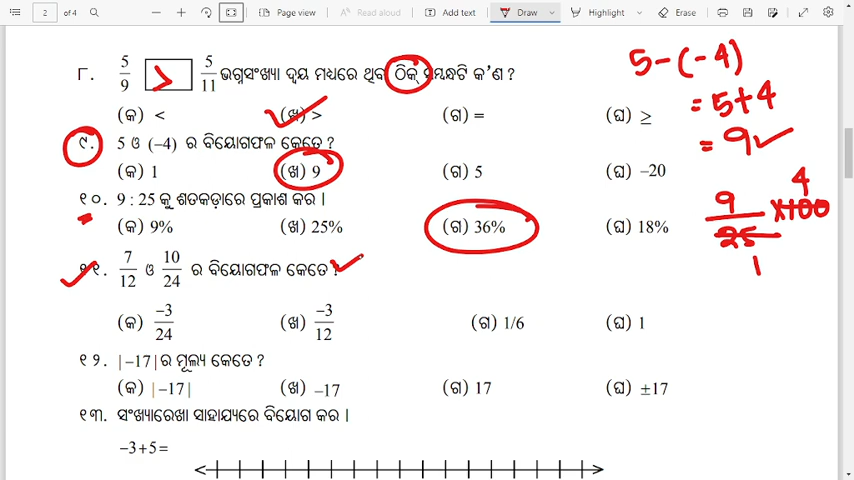 2 of 4
Page view
Read aloud
Add text
Draw
Highlight
Erase
୮. 5/9 > 5/11 ଭଗ୍ନସଂଖ୍ୟା ଦ୍ୱୟ ମଧ୍ୟରେ ଥିବା ଠିକ୍ ସମ୍ବନ୍ଧଟି କ'ଣ ?
(କ) < (ଖ) > (ଗ) = (ଘ) ≥
୯. 5 ଓ (–4) ର ବିୟୋଗଫଳ କେତେ ?
(କ) 1 (ଖ) 9 (ଗ) 5 (ଘ) –20
୧୦. 9 : 25 କୁ ଶତକଡ଼ାରେ ପ୍ରକାଶ କର |
(କ) 9% (ଖ) 25% (ଗ) 36% (ଘ) 18%
୧୧. 7/12 ଓ 10/24 ର ବିୟୋଗଫଳ କେତେ ?
(କ) –3/24 (ଖ) –3/12 (ଗ) 1/6 (ଘ) 1
୧୨. |–17| ର ମୂଲ୍ୟ କେତେ ?
(କ) |–17| (ଖ) –17 (ଗ) 17 (ଘ) ±17
୧୩. ସଂଖ୍ୟାରେଖା ସାହାଯ୍ୟରେ ବିୟୋଗ କର |
–3+5=
5-(-4)
= 5+4
= 9
4
9/25 ×100
1